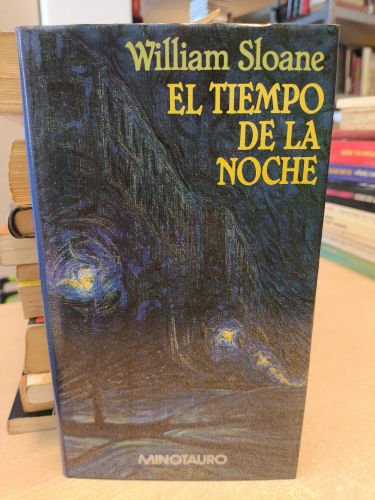 William Sloane
EL TIEMPO
DE LA
NOCHE
MINOTAURO